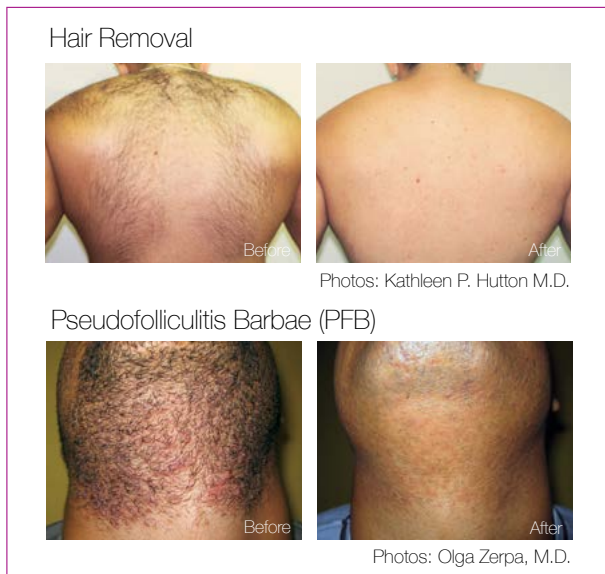 Hair Removal
Before
After
Photos: Kathleen P. Hutton M.D.
Pseudofolliculitis Barbae (PFB)
Before
After
Photos: Olga Zerpa, M.D.